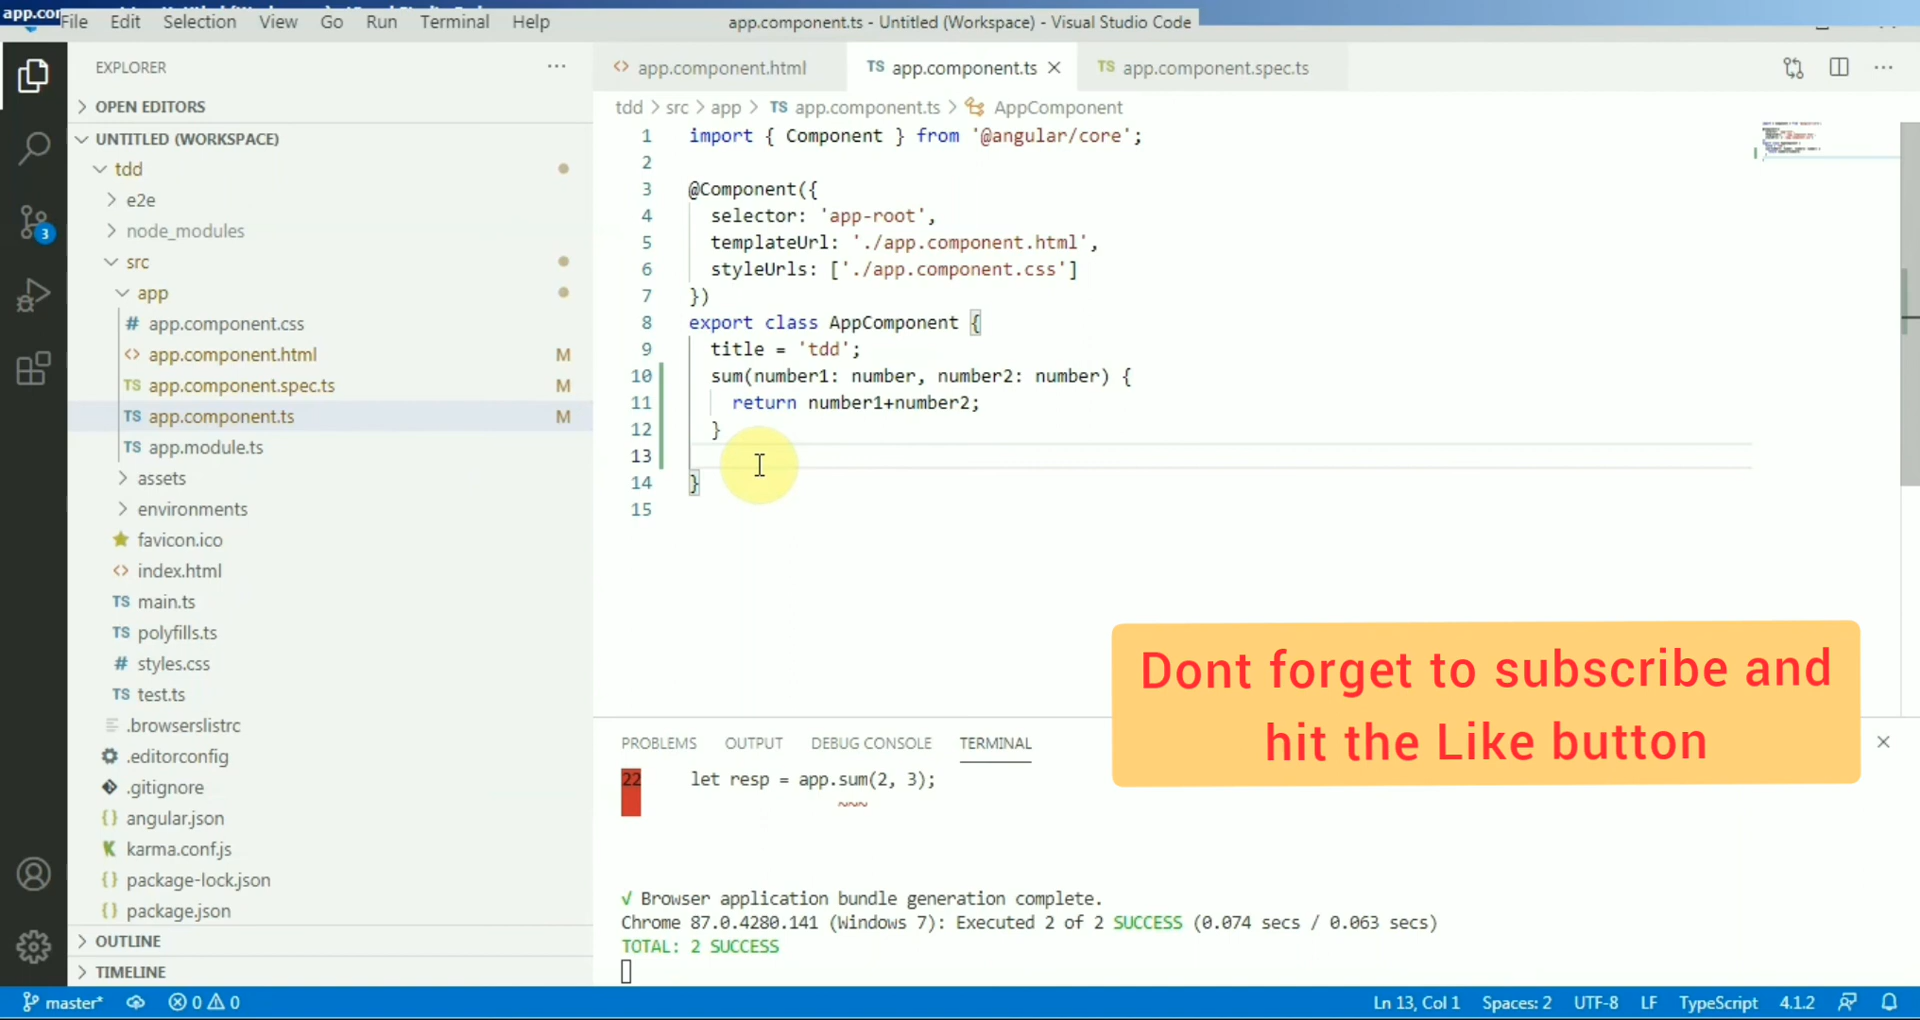 app.com
File Edit Selection View Go Run Terminal Help
app.component.ts - Untitled (Workspace) - Visual Studio Code
EXPLORER
OPEN EDITORS
UNTITLED (WORKSPACE)
tdd
e2e
node_modules
src
app
# app.component.css
<> app.component.html M
TS app.component.spec.ts M
TS app.component.ts M
TS app.module.ts
assets
environments
favicon.ico
<> index.html
TS main.ts
TS polyfills.ts
# styles.css
TS test.ts
.browserslistrc
.editorconfig
.gitignore
{} angular.json
K karma.conf.js
{} package-lock.json
{} package.json
OUTLINE
TIMELINE
3
<> app.component.html
TS app.component.ts
TS app.component.spec.ts
tdd > src > app > TS app.component.ts > AppComponent
1 import { Component } from '@angular/core';
2
3 @Component({
4 selector: 'app-root',
5 templateUrl: './app.component.html',
6 styleUrls: ['./app.component.css']
7 })
8 export class AppComponent {
9 title = 'tdd';
10 sum(number1: number, number2: number) {
11 return number1+number2;
12 }
13
14 }
15
Dont forget to subscribe and
hit the Like button
PROBLEMS OUTPUT DEBUG CONSOLE TERMINAL
22 let resp = app.sum(2, 3);
~~~
√ Browser application bundle generation complete.
Chrome 87.0.4280.141 (Windows 7): Executed 2 of 2 SUCCESS (0.074 secs / 0.063 secs)
TOTAL: 2 SUCCESS
master* 0 0 Ln 13, Col 1 Spaces: 2 UTF-8 LF TypeScript 4.1.2